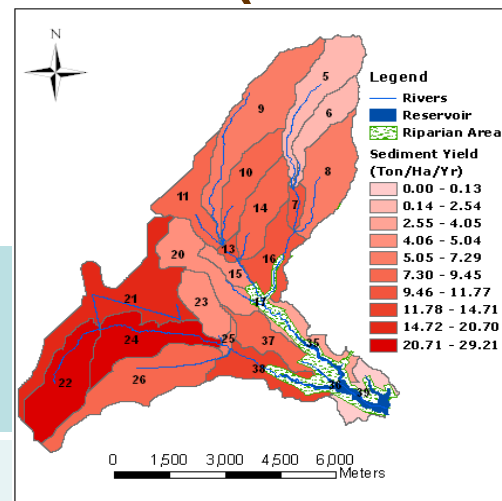 N
Legend
Rivers
Reservoir
Riparian Area
Sediment Yield
(Ton/Ha/Yr)
0.00 - 0.13
0.14 - 2.54
2.55 - 4.05
4.06 - 5.04
5.05 - 7.29
7.30 - 9.45
9.46 - 11.77
11.78 - 14.71
14.72 - 20.70
20.71 - 29.21
5
9
6
10
8
11
14
7
13
20
16
15
21
23
17
24
25
37
35
22
26
38
36
39
0 1,500 3,000 4,500 6,000
Meters